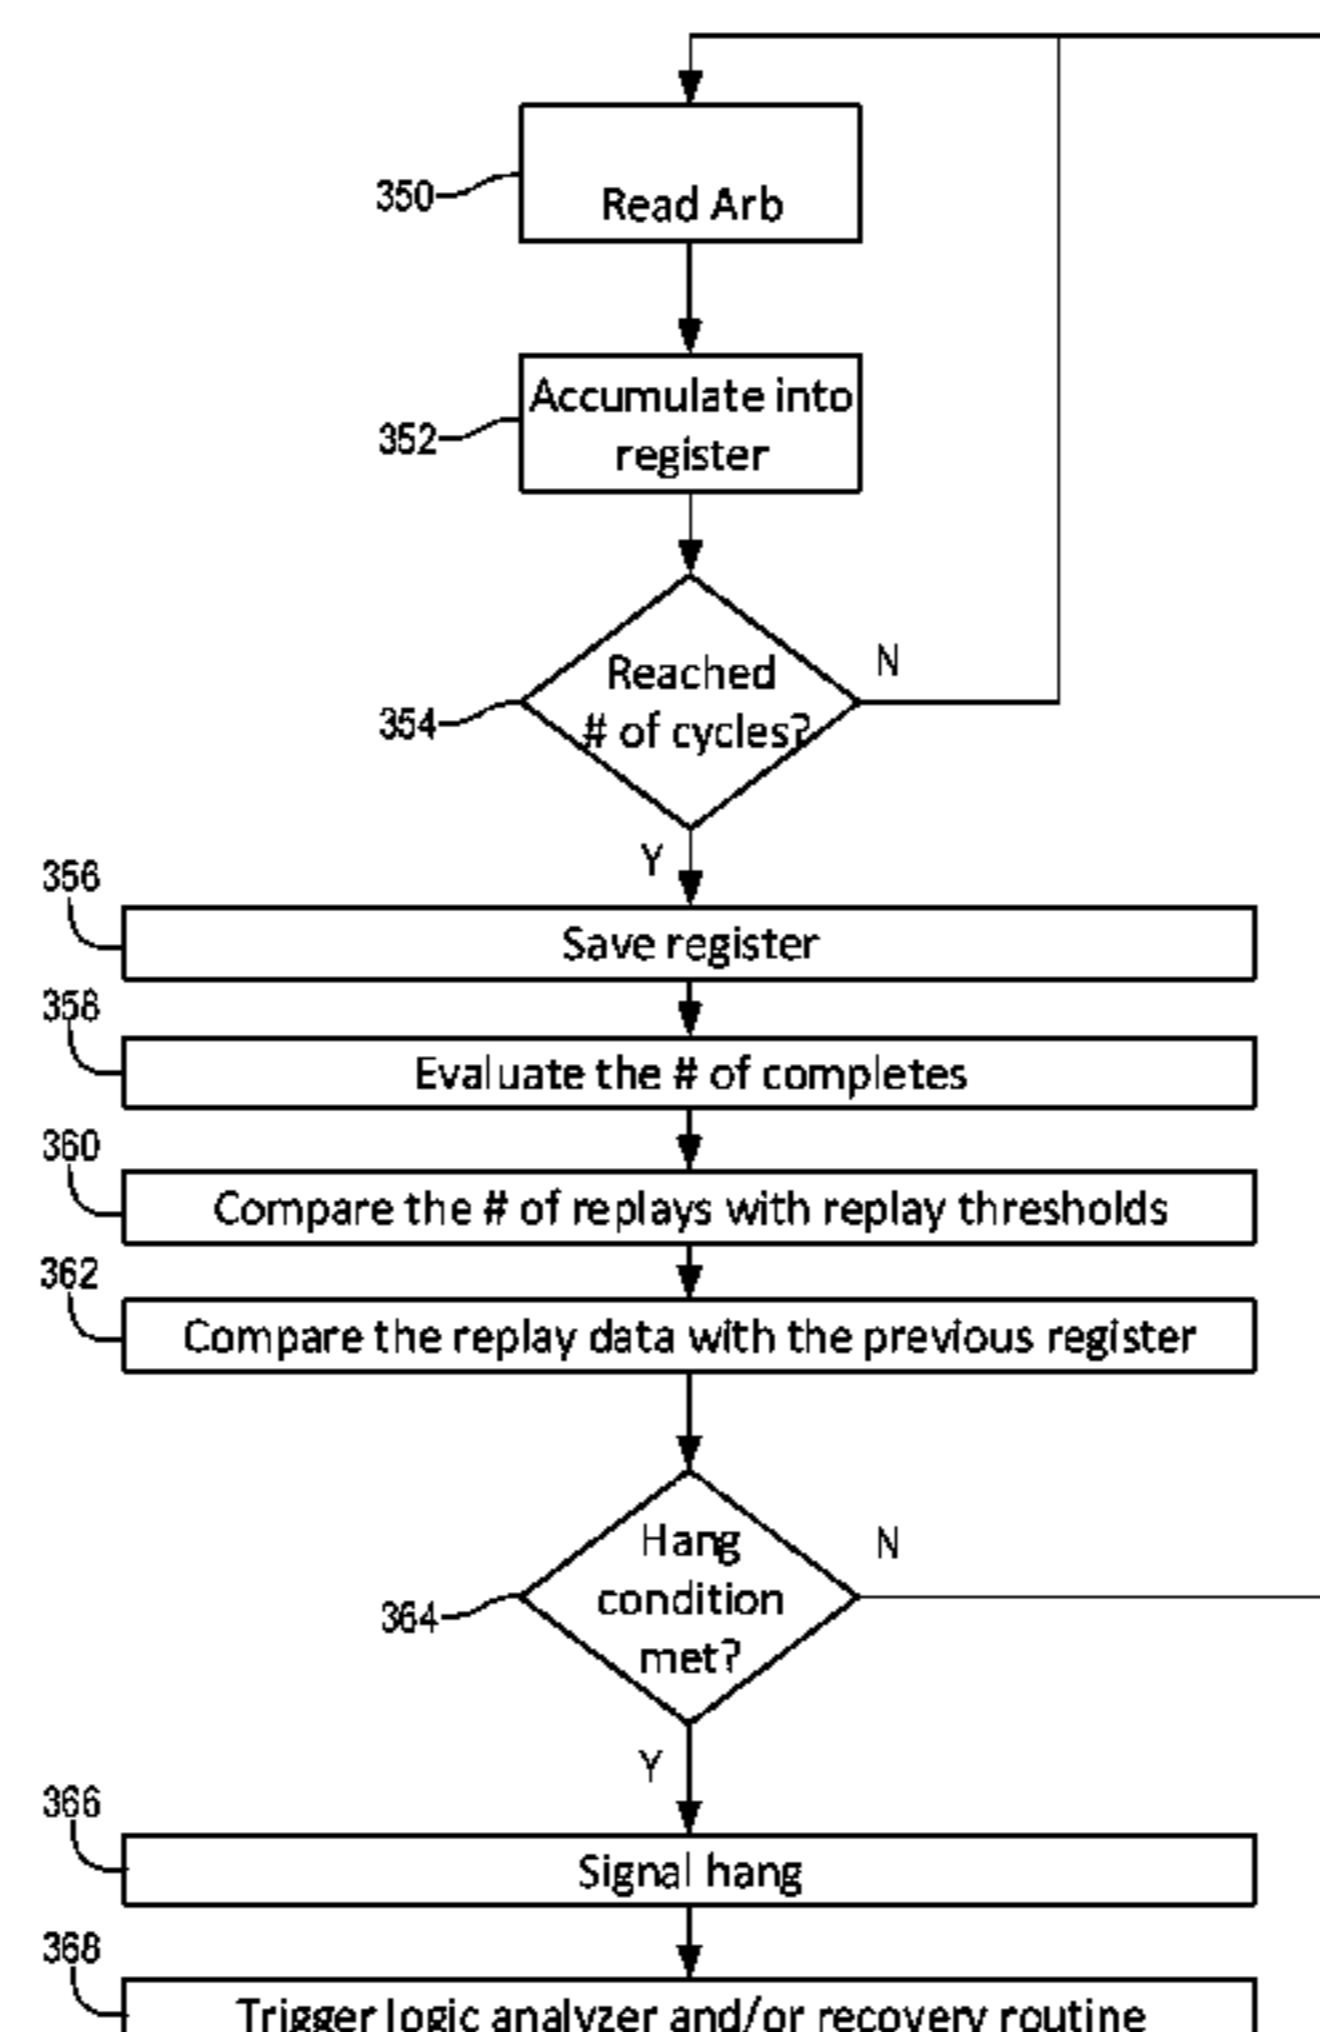 350
Read Arb
352
Accumulate into
register
354
Reached
# of cycles?
N
Y
356
Save register
358
Evaluate the # of completes
360
Compare the # of replays with replay thresholds
362
Compare the replay data with the previous register
364
Hang
condition
met?
N
Y
366
Signal hang
368
Trigger logic analyzer and/or recovery routine